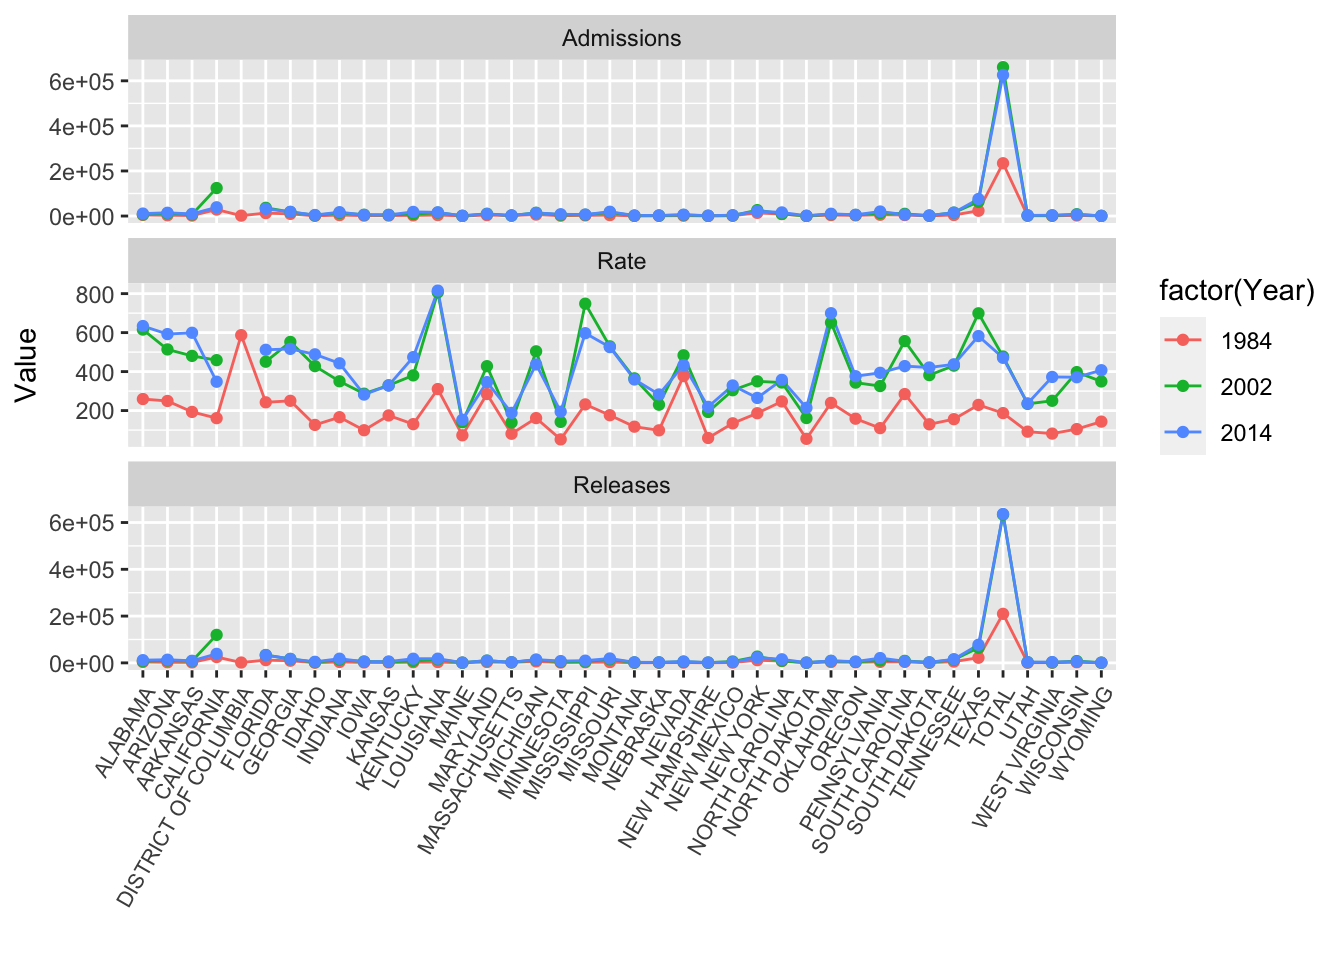 Admissions
6e+05
4e+05
2e+05
0e+00
Rate
800
600
400
200
Releases
6e+05
4e+05
2e+05
0e+00
Value
ALABAMA
ARIZONA
ARKANSAS
CALIFORNIA
DISTRICT OF COLUMBIA
FLORIDA
GEORGIA
IDAHO
INDIANA
IOWA
KANSAS
KENTUCKY
LOUISIANA
MAINE
MARYLAND
MASSACHUSETTS
MICHIGAN
MINNESOTA
MISSISSIPPI
MISSOURI
MONTANA
NEBRASKA
NEVADA
NEW HAMPSHIRE
NEW MEXICO
NEW YORK
NORTH CAROLINA
NORTH DAKOTA
OKLAHOMA
OREGON
PENNSYLVANIA
SOUTH CAROLINA
SOUTH DAKOTA
TENNESSEE
TEXAS
TOTAL
UTAH
WEST VIRGINIA
WISCONSIN
WYOMING
factor(Year)
1984
2002
2014